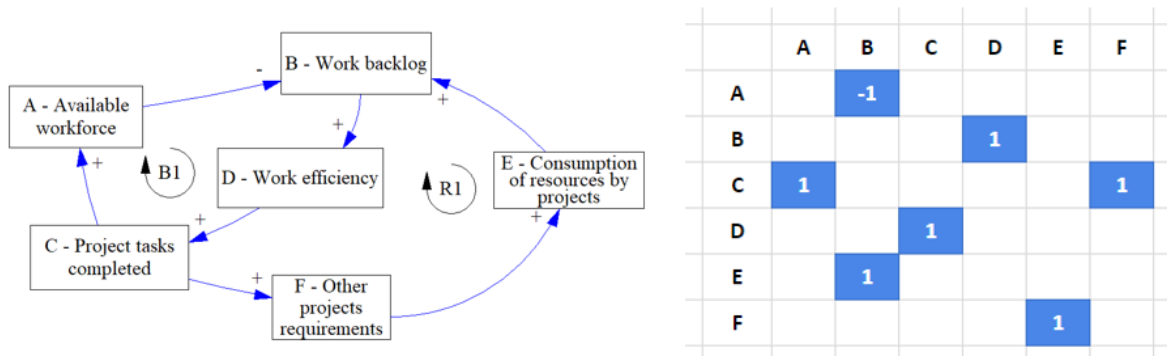 B - Work backlog
-
+
A - Available
workforce
+
E - Consumption
of resources by
projects
+
B1
D - Work efficiency
R1
+
+
C - Project tasks
completed
+
F - Other
projects
requirements
A B C D E F
A -1
B 1
C 1 1
D 1
E 1
F 1